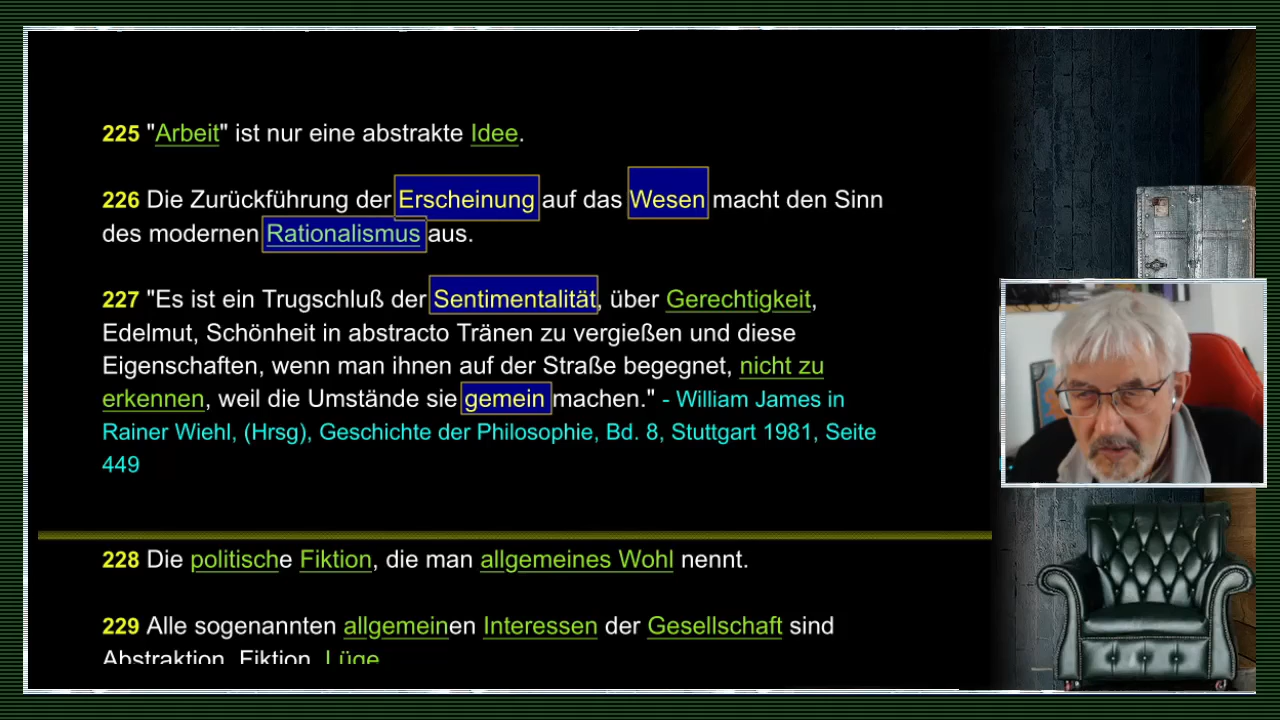 225 "Arbeit" ist nur eine abstrakte Idee.
226 Die Zurückführung der Erscheinung auf das Wesen macht den Sinn
des modernen Rationalismus aus.
227 "Es ist ein Trugschluß der Sentimentalität, über Gerechtigkeit,
Edelmut, Schönheit in abstracto Tränen zu vergießen und diese
Eigenschaften, wenn man ihnen auf der Straße begegnet, nicht zu
erkennen, weil die Umstände sie gemein machen." - William James in
Rainer Wiehl, (Hrsg), Geschichte der Philosophie, Bd. 8, Stuttgart 1981, Seite
449
228 Die politische Fiktion, die man allgemeines Wohl nennt.
229 Alle sogenannten allgemeinen Interessen der Gesellschaft sind
Abstraktion, Fiktion, Lüge